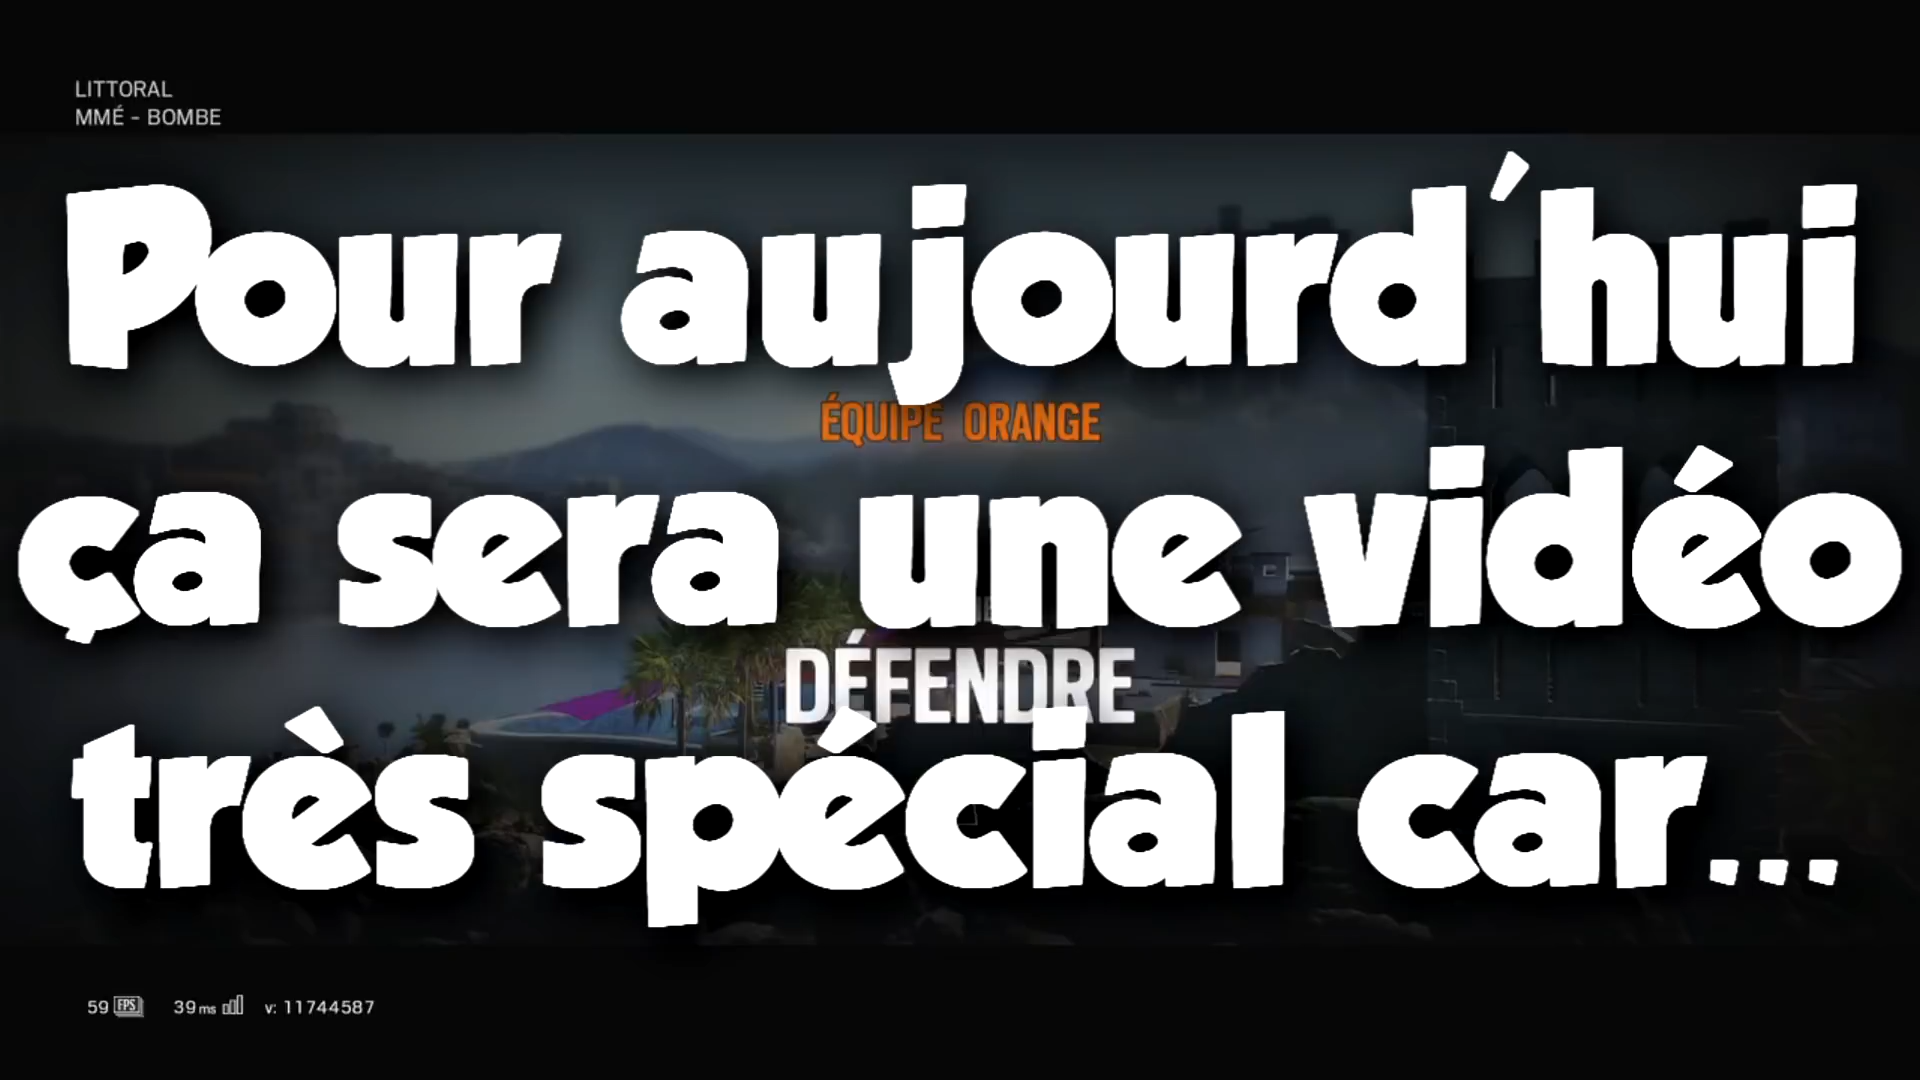 LITTORAL
MMÉ - BOMBE
Pour aujourd'hui
ÉQUIPE ORANGE
ça sera une vidéo
DÉFENDRE
très spécial car...
59 FPS 39 ms v: 11744587